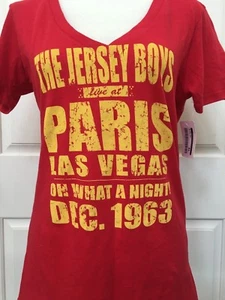 THE JERSEY BOYS
live at
PARIS
LAS VEGAS
OH WHAT A NIGHT!
DEC. 1963